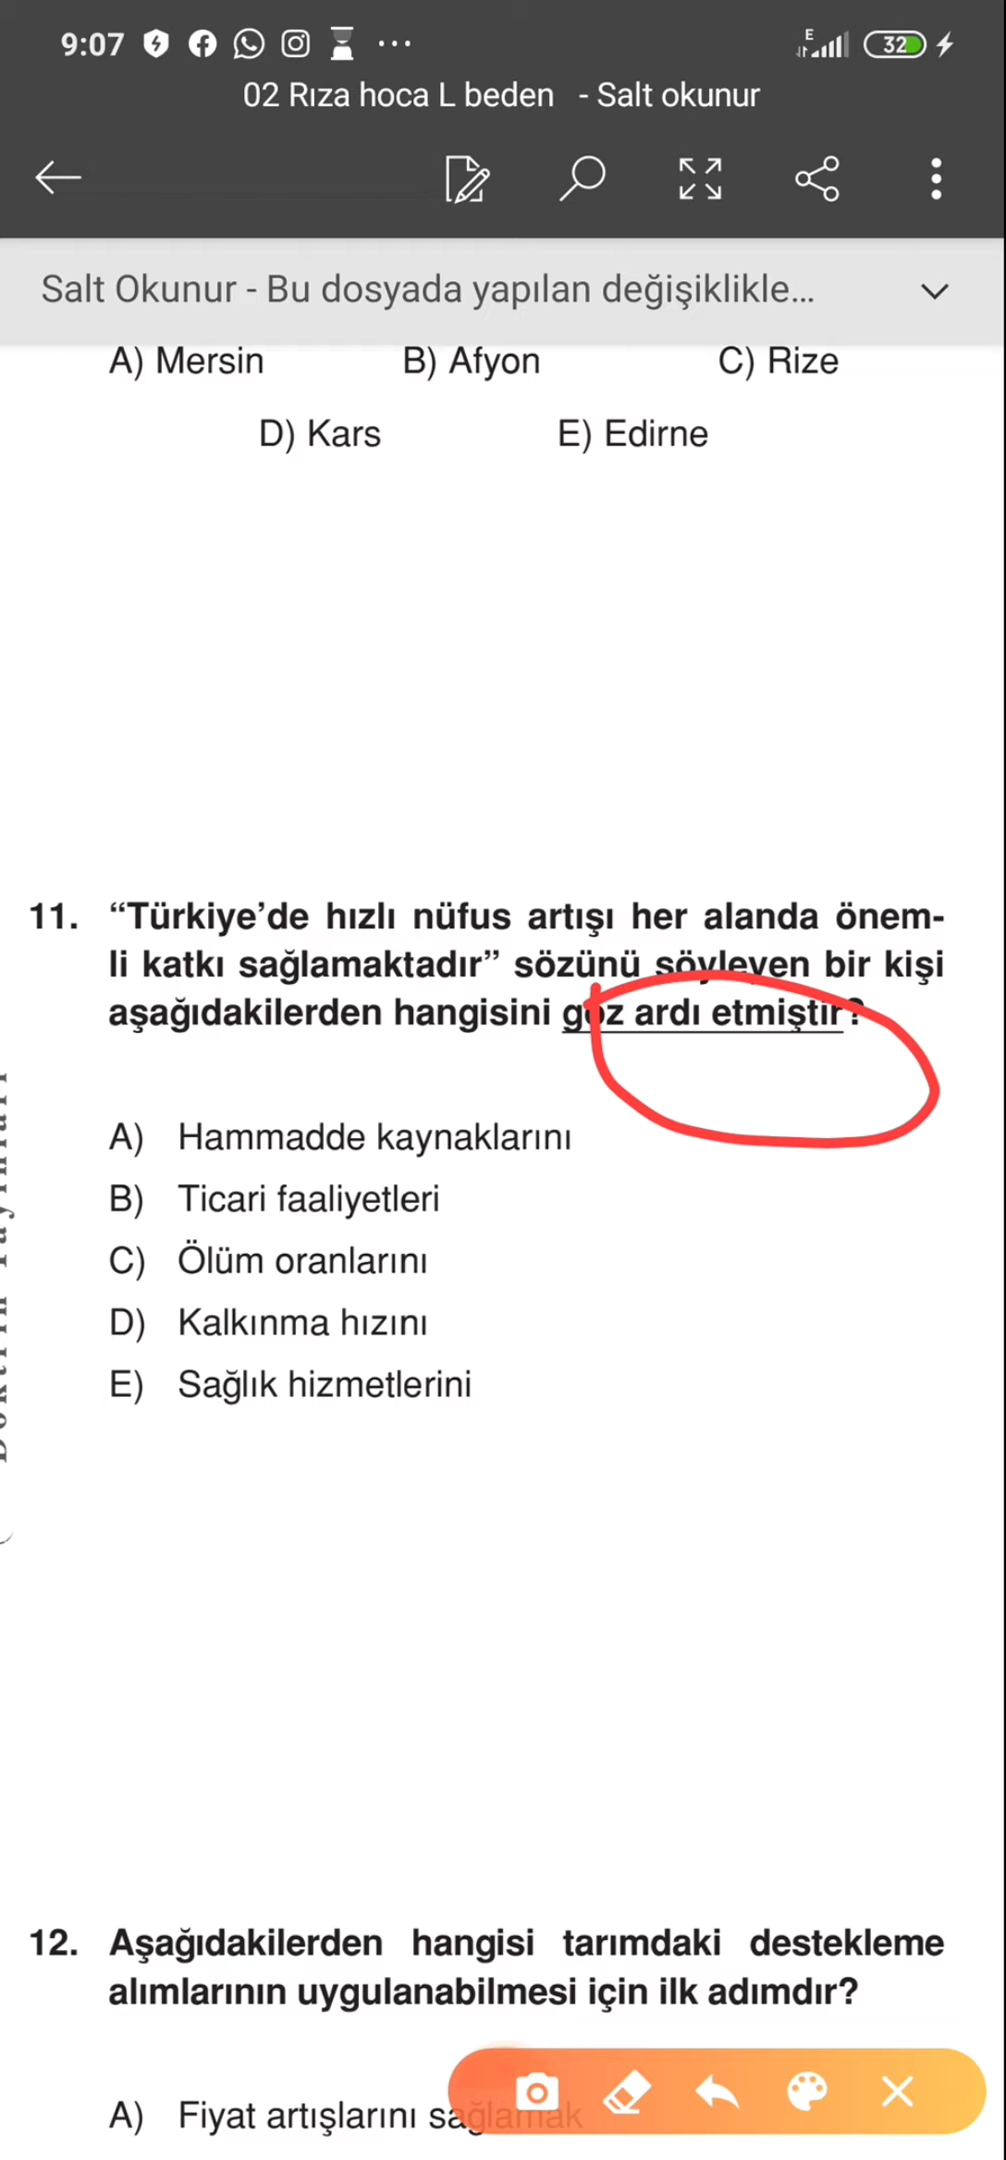 9:07
E
32
02 Rıza hoca L beden - Salt okunur
Salt Okunur - Bu dosyada yapılan değişiklikle...
A) Mersin B) Afyon C) Rize
D) Kars E) Edirne
11. “Türkiye’de hızlı nüfus artışı her alanda önem-
li katkı sağlamaktadır” sözünü söyleyen bir kişi
aşağıdakilerden hangisini göz ardı etmiştir?
A) Hammadde kaynaklarını
B) Ticari faaliyetleri
C) Ölüm oranlarını
D) Kalkınma hızını
E) Sağlık hizmetlerini
12. Aşağıdakilerden hangisi tarımdaki destekleme
alımlarının uygulanabilmesi için ilk adımdır?
A) Fiyat artışlarını sağlamak